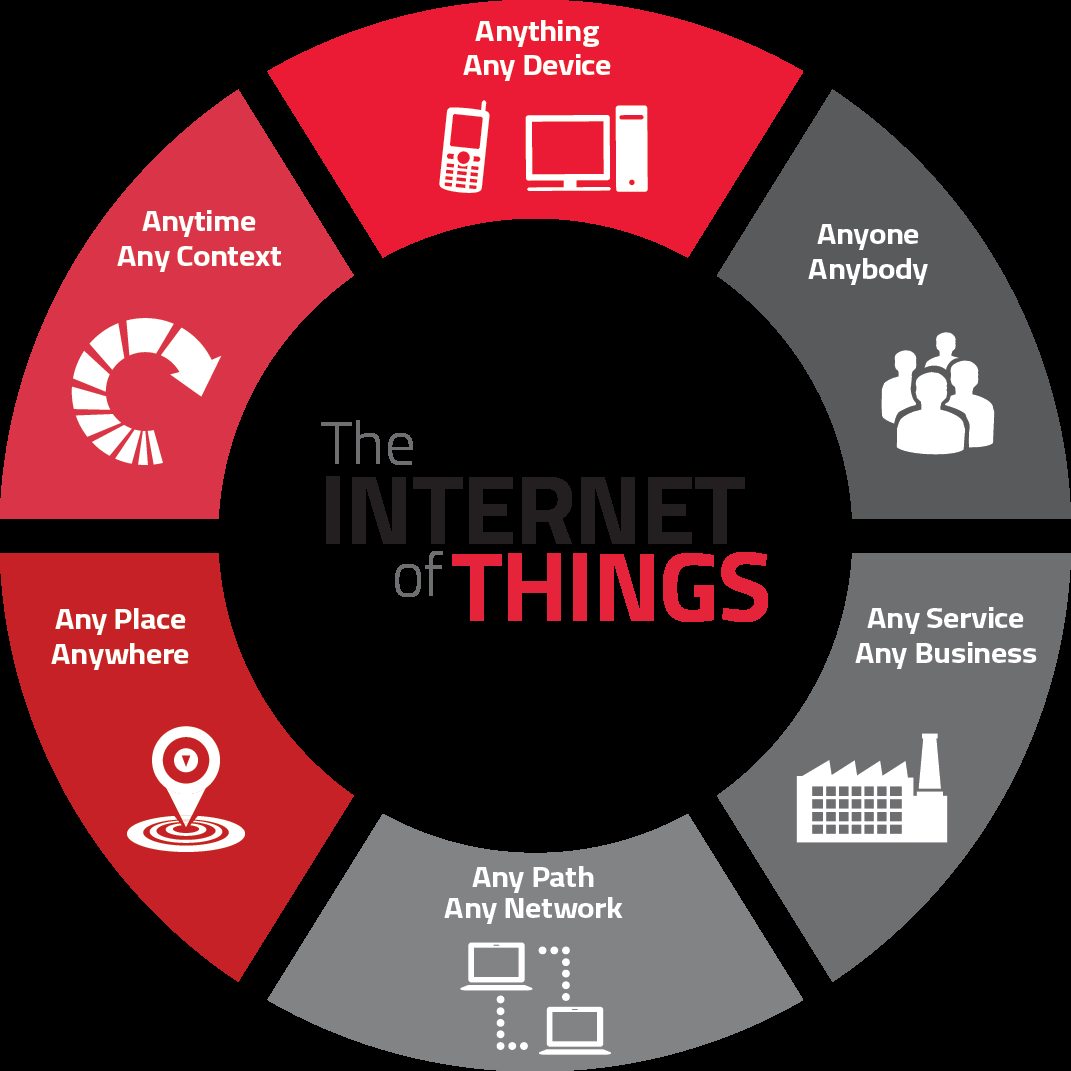 Anything
Any Device
Anyone
Anybody
Any Service
Any Business
Any Path
Any Network
Any Place
Anywhere
Anytime
Any Context
The
INTERNET
of THINGS